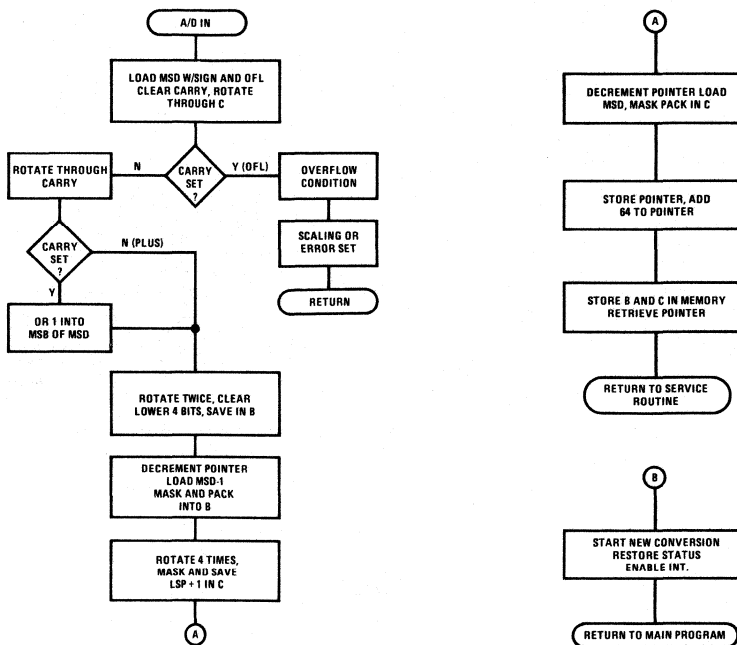 A/D IN
LOAD MSD W/SIGN AND OFL
CLEAR CARRY, ROTATE
THROUGH C
CARRY
SET
?
N
Y (OFL)
ROTATE THROUGH
CARRY
OVERFLOW
CONDITION
CARRY
SET
?
N (PLUS)
Y
SCALING OR
ERROR SET
RETURN
OR 1 INTO
MSB OF MSD
ROTATE TWICE, CLEAR
LOWER 4 BITS, SAVE IN B
DECREMENT POINTER
LOAD MSD-1
MASK AND PACK
INTO B
ROTATE 4 TIMES,
MASK AND SAVE
LSP + 1 IN C
A
A
DECREMENT POINTER LOAD
MSD, MASK PACK IN C
STORE POINTER, ADD
64 TO POINTER
STORE B AND C IN MEMORY
RETRIEVE POINTER
RETURN TO SERVICE
ROUTINE
B
START NEW CONVERSION
RESTORE STATUS
ENABLE INT.
RETURN TO MAIN PROGRAM